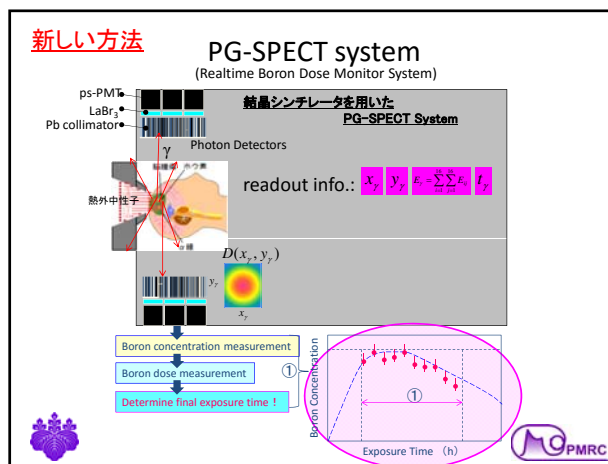 新しい方法
PG-SPECT system
(Realtime Boron Dose Monitor System)
ps-PMT
LaBr3
Pb collimator
結晶シンチレータを用いた
PG-SPECT System
γ
Photon Detectors
熱外中性子
readout info.: xγ yγ tγ
D(xγ, yγ)
yγ
xγ
Boron concentration measurement
Boron dose measurement
Determine final exposure time !
①
Boron Concentration
①
Exposure Time (h)
PMRC